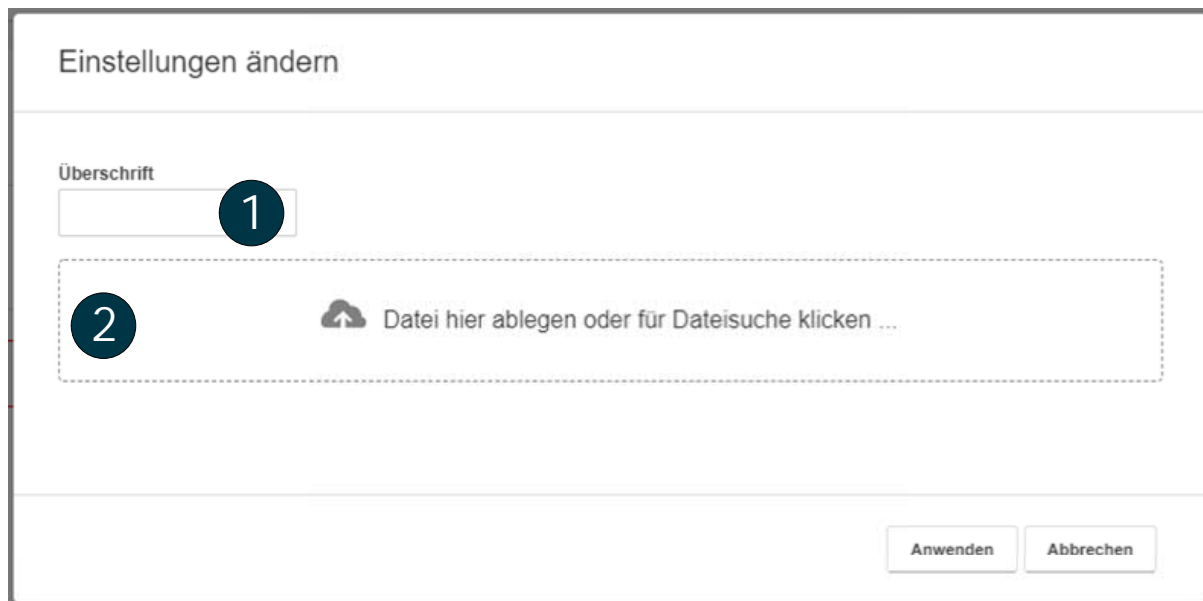 Einstellungen ändern
Überschrift
1
2
Datei hier ablegen oder für Dateisuche klicken ...
Anwenden
Abbrechen